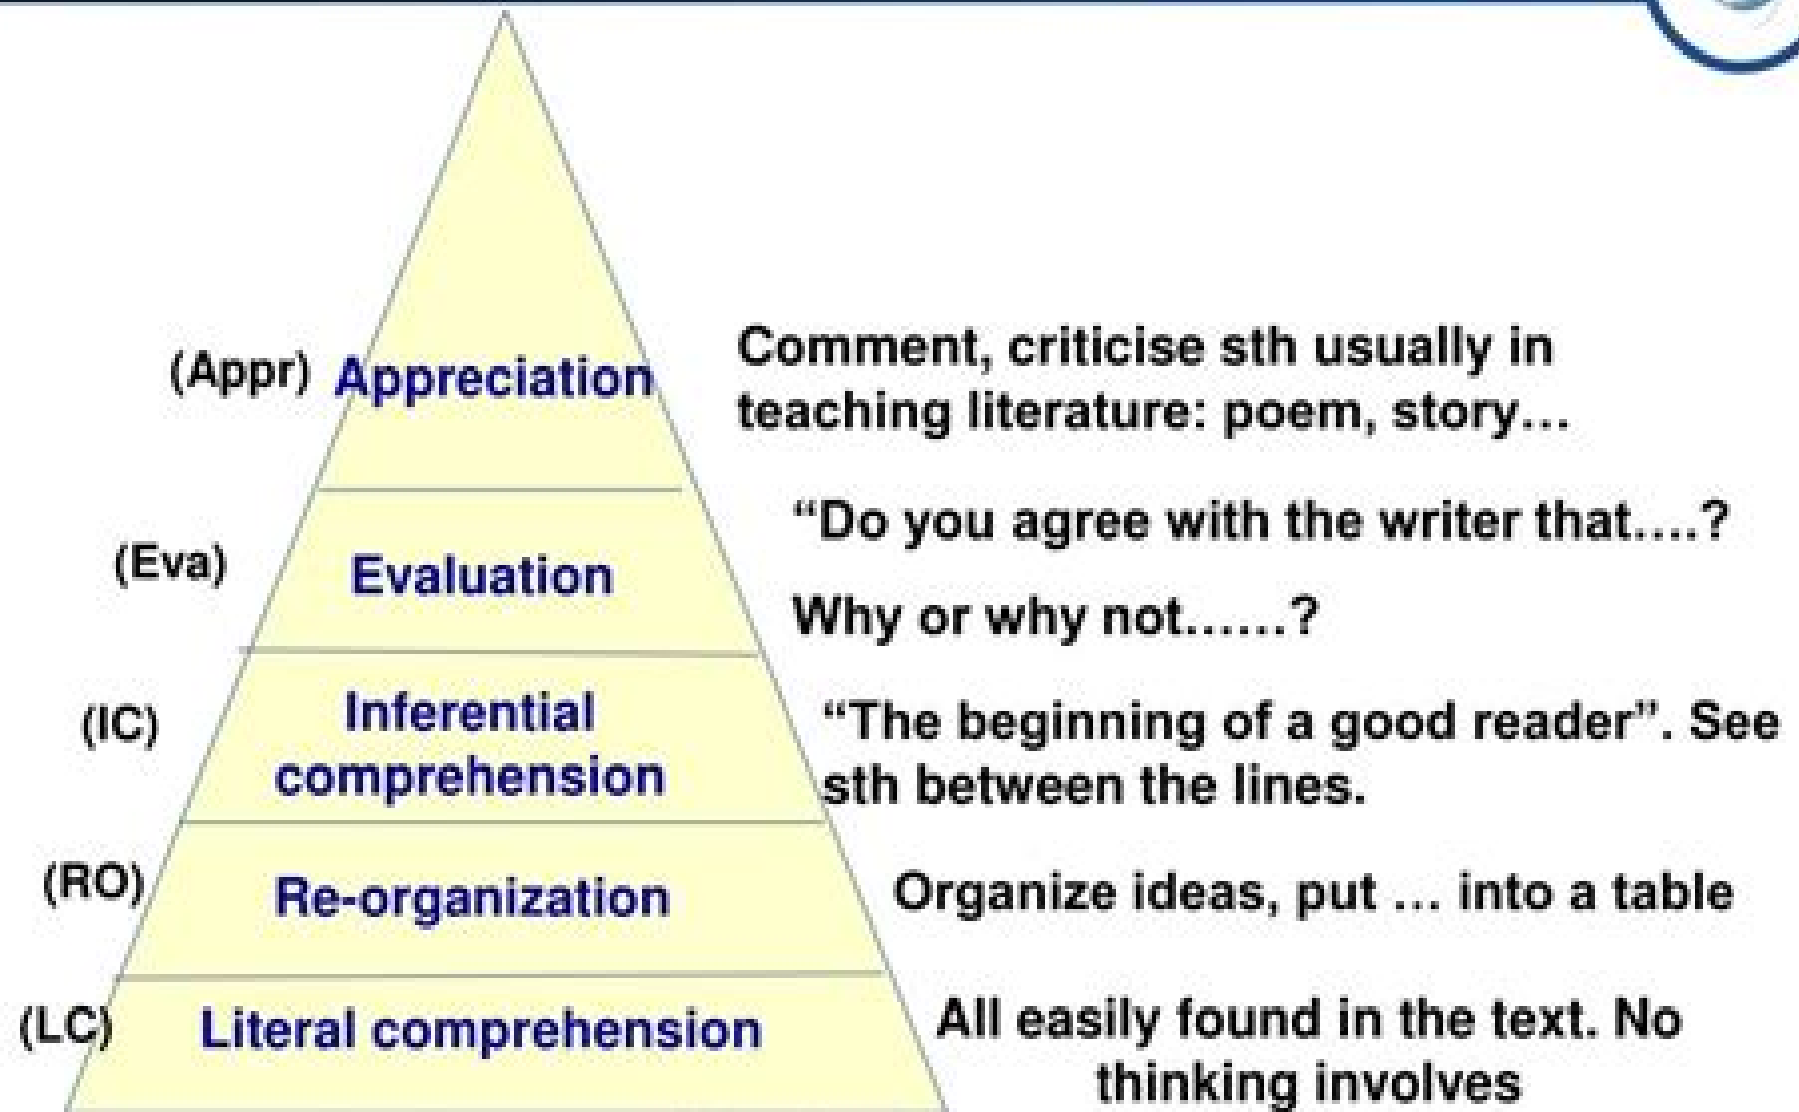 (Appr) Appreciation
Comment, criticise sth usually in
teaching literature: poem, story…
(Eva) Evaluation
“Do you agree with the writer that….?
Why or why not……?
(IC) Inferential
comprehension
“The beginning of a good reader”. See
sth between the lines.
(RO) Re-organization
Organize ideas, put … into a table
(LC) Literal comprehension
All easily found in the text. No
thinking involves